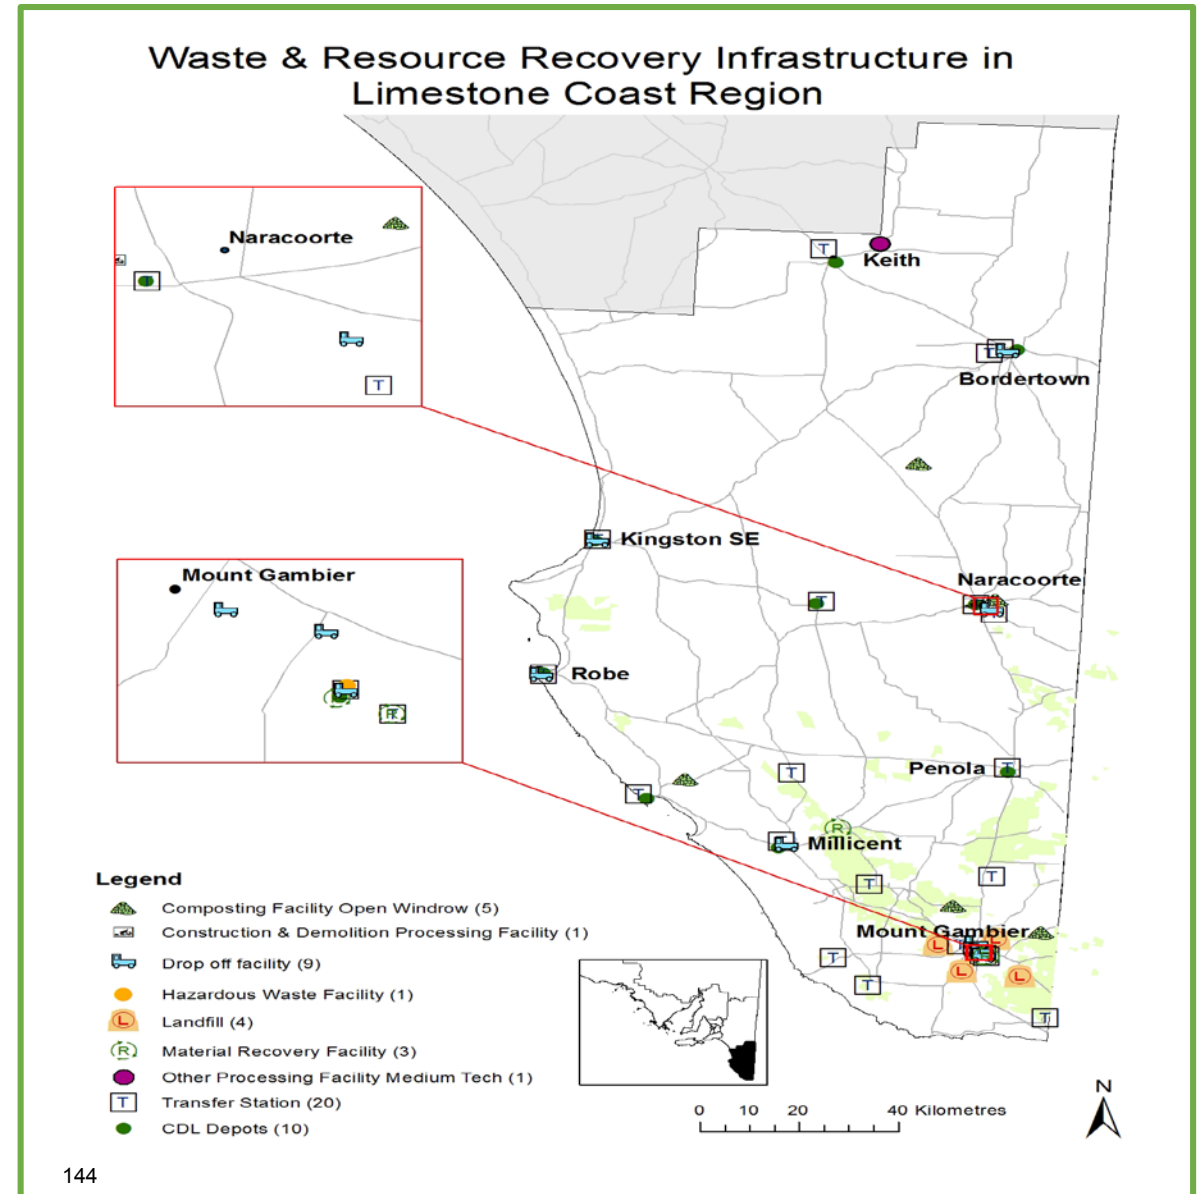 Waste & Resource Recovery Infrastructure in
Limestone Coast Region
Naracoorte
T
Keith
T
T
Bordertown
Kingston SE
Naracoorte
T
Mount Gambier
R
Robe
T
Penola
T
T
R
Millicent
T
T
Mount Gambier
L
L
T
L
L
T
T
Legend
Composting Facility Open Windrow (5)
Construction & Demolition Processing Facility (1)
Drop off facility (9)
Hazardous Waste Facility (1)
L Landfill (4)
R Material Recovery Facility (3)
Other Processing Facility Medium Tech (1)
T Transfer Station (20)
CDL Depots (10)
0 10 20 40 Kilometres
N
144